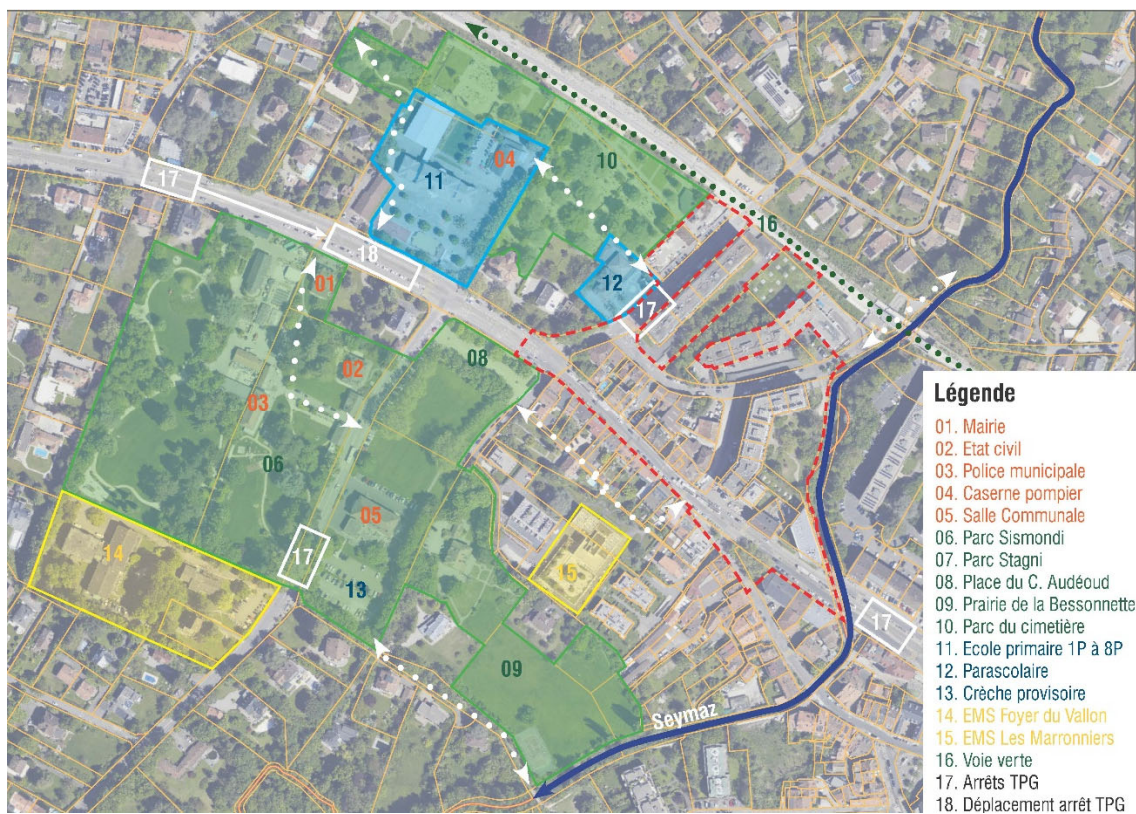 17
18
11
04
10
16
12
17
01
02
08
03
06
05
17
14
15
13
09
Seymaz
17
Légende
01. Mairie
02. Etat civil
03. Police municipale
04. Caserne pompier
05. Salle Communale
06. Parc Sismondi
07. Parc Stagni
08. Place du C. Audéoud
09. Prairie de la Bessonnette
10. Parc du cimetière
11. Ecole primaire 1P à 8P
12. Parascolaire
13. Crèche provisoire
14. EMS Foyer du Vallon
15. EMS Les Marronniers
16. Voie verte
17. Arrêts TPG
18. Déplacement arrêt TPG